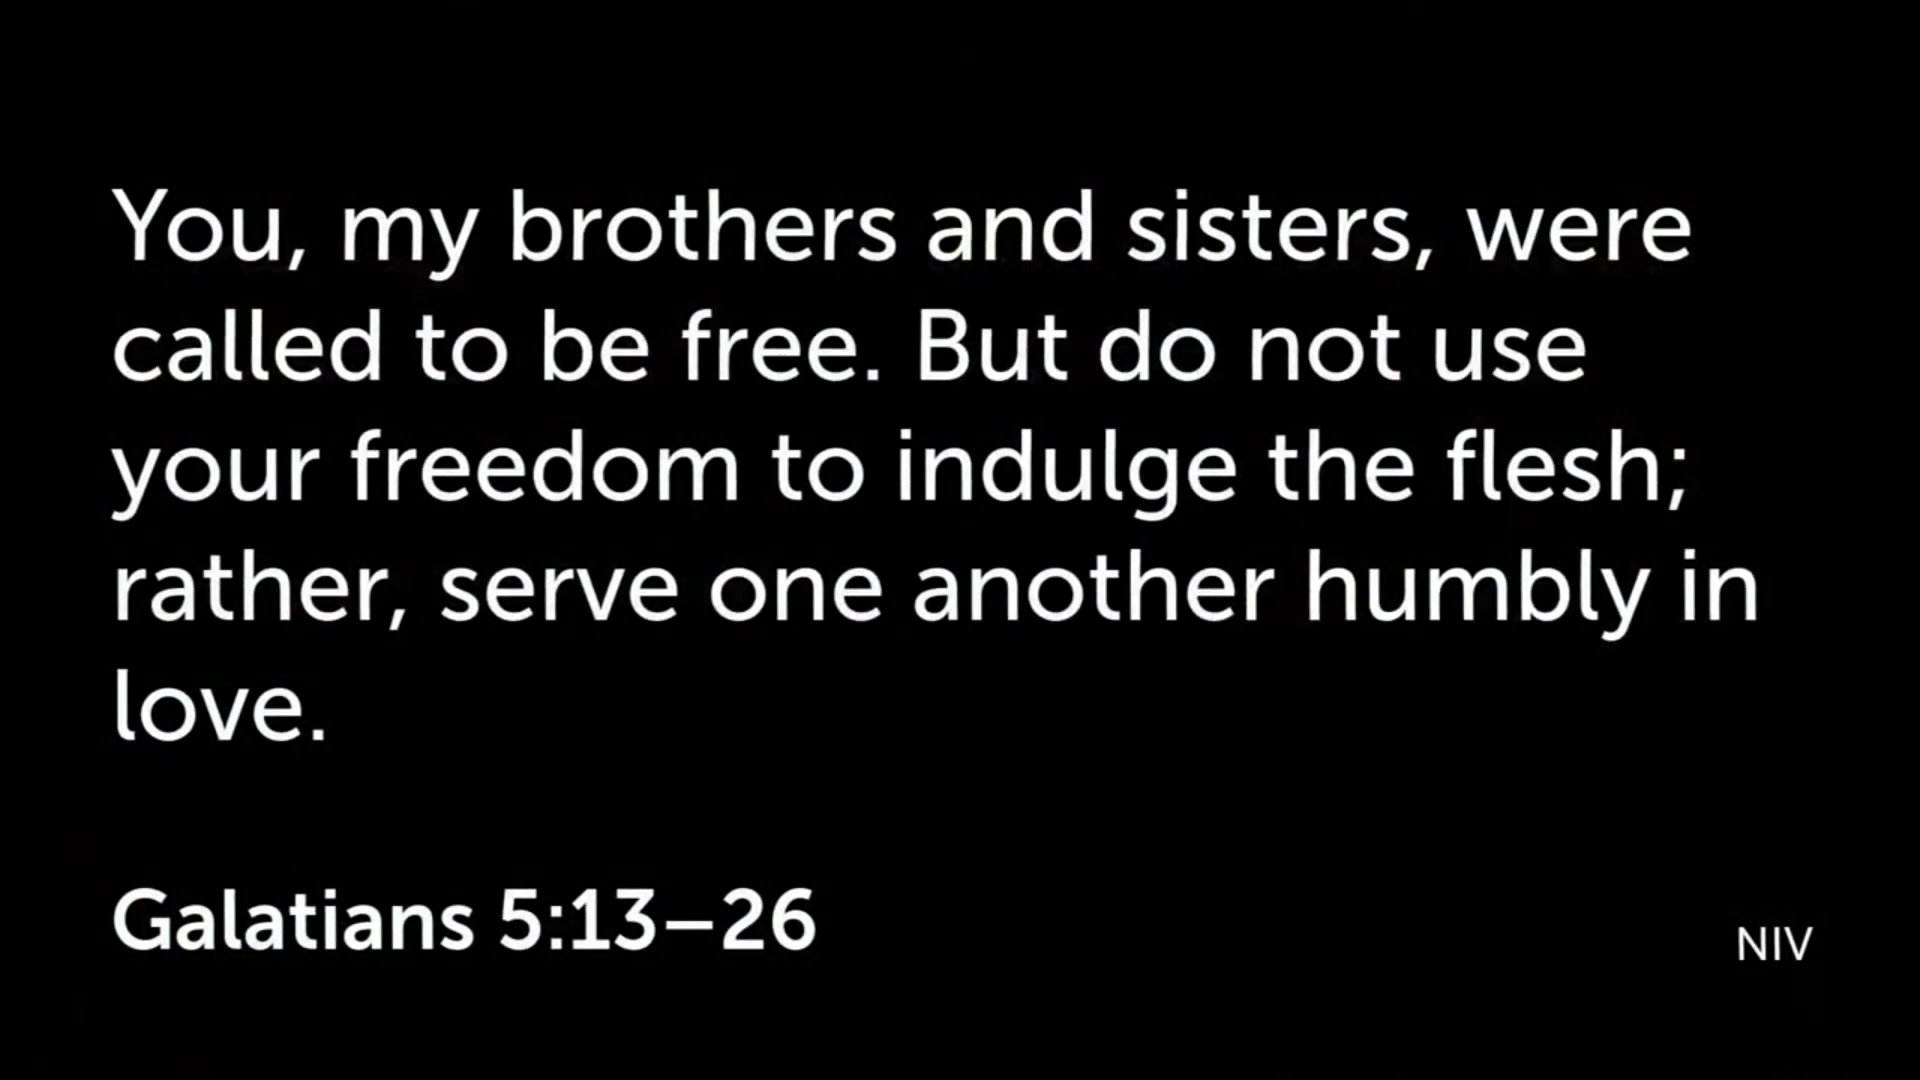 You, my brothers and sisters, were
called to be free. But do not use
your freedom to indulge the flesh;
rather, serve one another humbly in
love.
Galatians 5:13–26
NIV